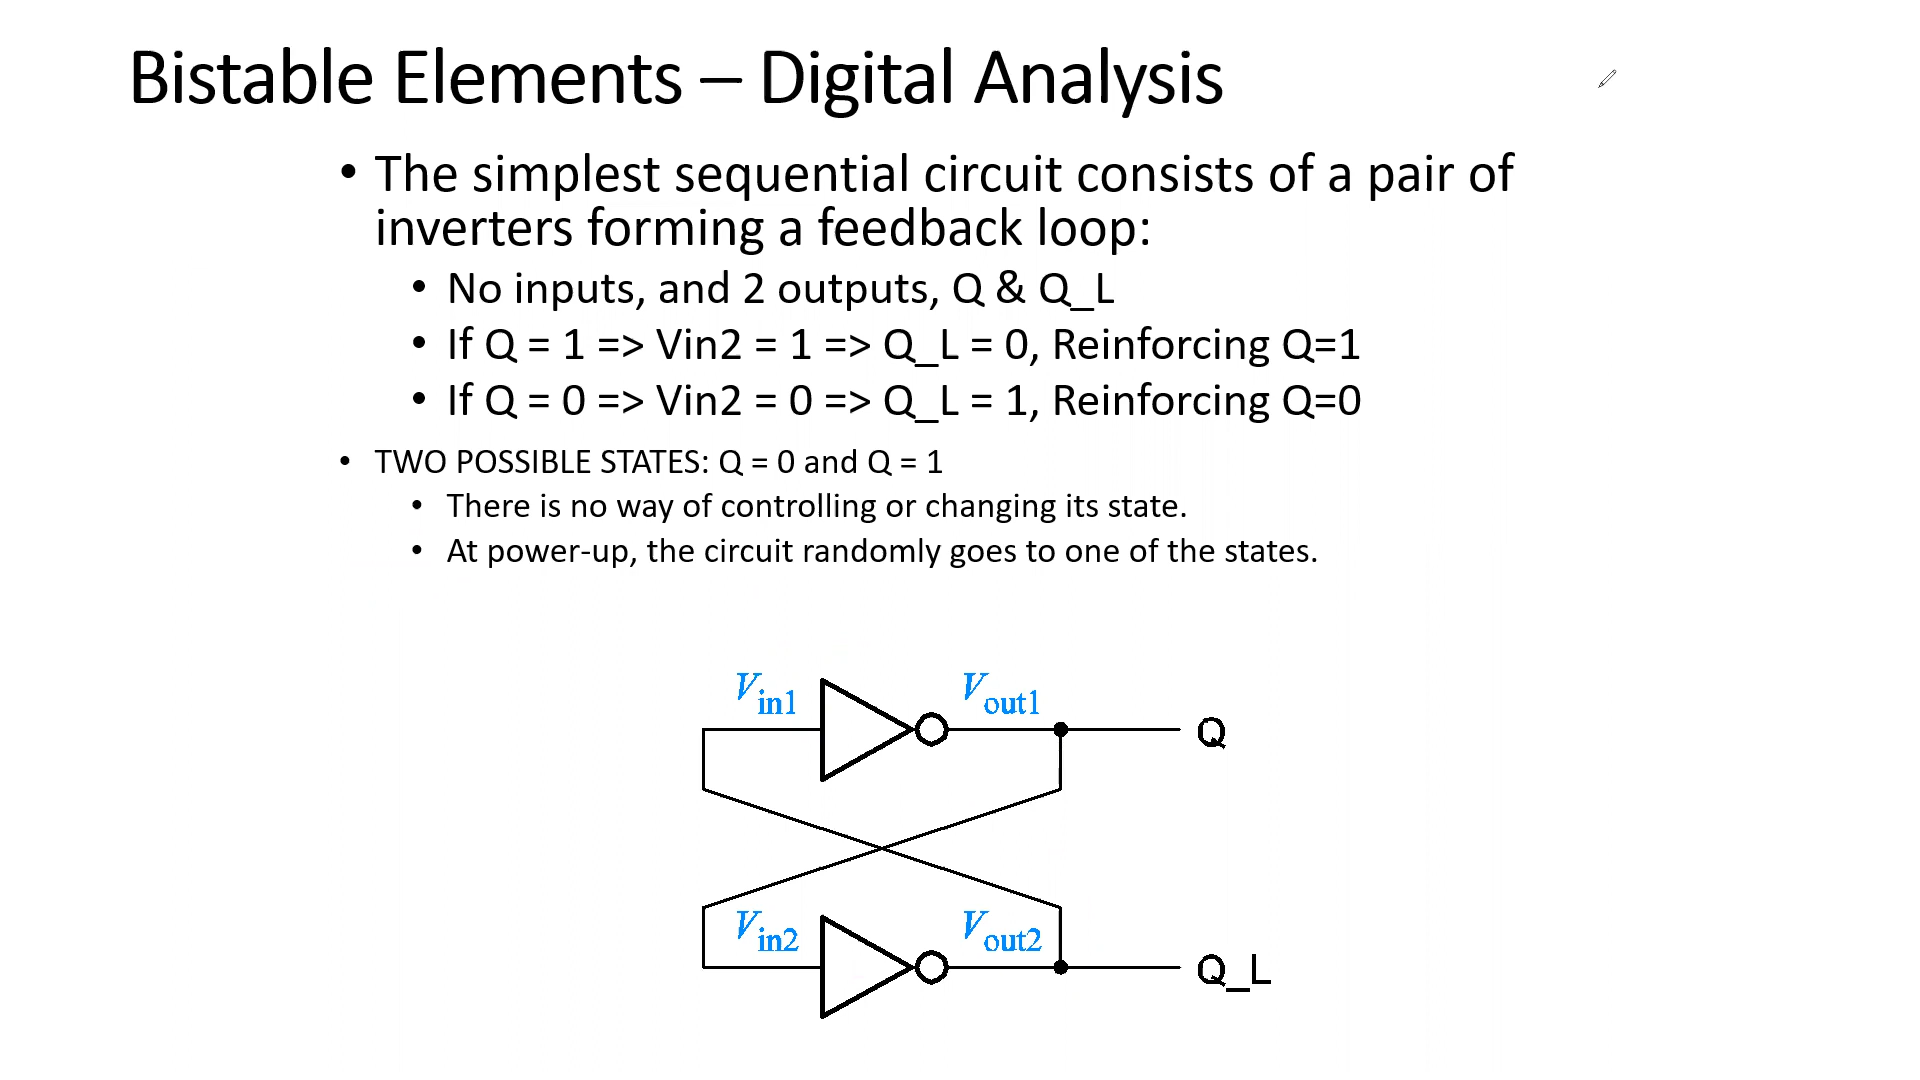 Bistable Elements – Digital Analysis
• The simplest sequential circuit consists of a pair of
inverters forming a feedback loop:
• No inputs, and 2 outputs, Q & Q_L
• If Q = 1 => Vin2 = 1 => Q_L = 0, Reinforcing Q=1
• If Q = 0 => Vin2 = 0 => Q_L = 1, Reinforcing Q=0
• TWO POSSIBLE STATES: Q = 0 and Q = 1
• There is no way of controlling or changing its state.
• At power-up, the circuit randomly goes to one of the states.
Vin1 Vout1
Q
Vin2 Vout2
Q_L